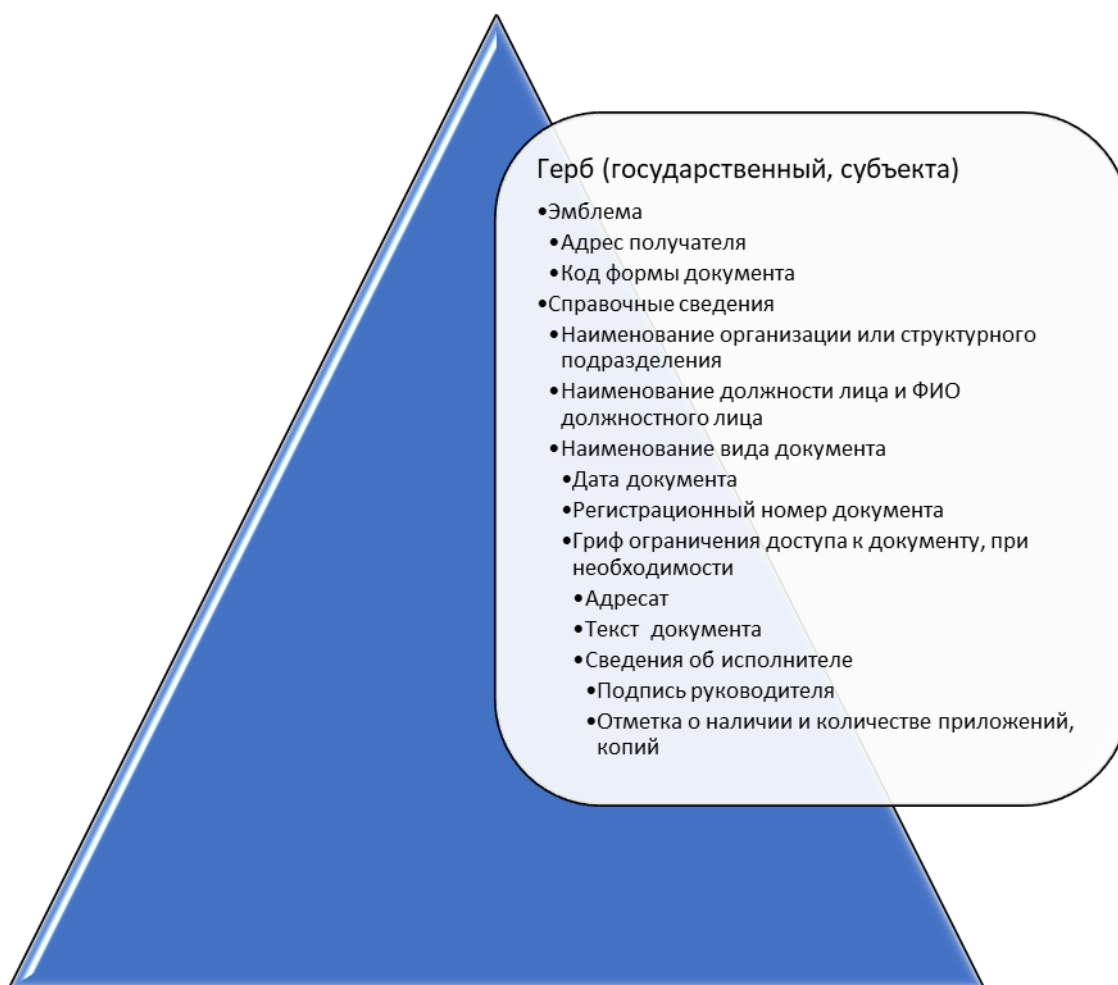 Герб (государственный, субъекта)
•Эмблема
•Адрес получателя
•Код формы документа
•Справочные сведения
•Наименование организации или структурного
подразделения
•Наименование должности лица и ФИО
должностного лица
•Наименование вида документа
•Дата документа
•Регистрационный номер документа
•Гриф ограничения доступа к документу, при
необходимости
•Адресат
•Текст  документа
•Сведения об исполнителе
•Подпись руководителя
•Отметка о наличии и количестве приложений,
копий